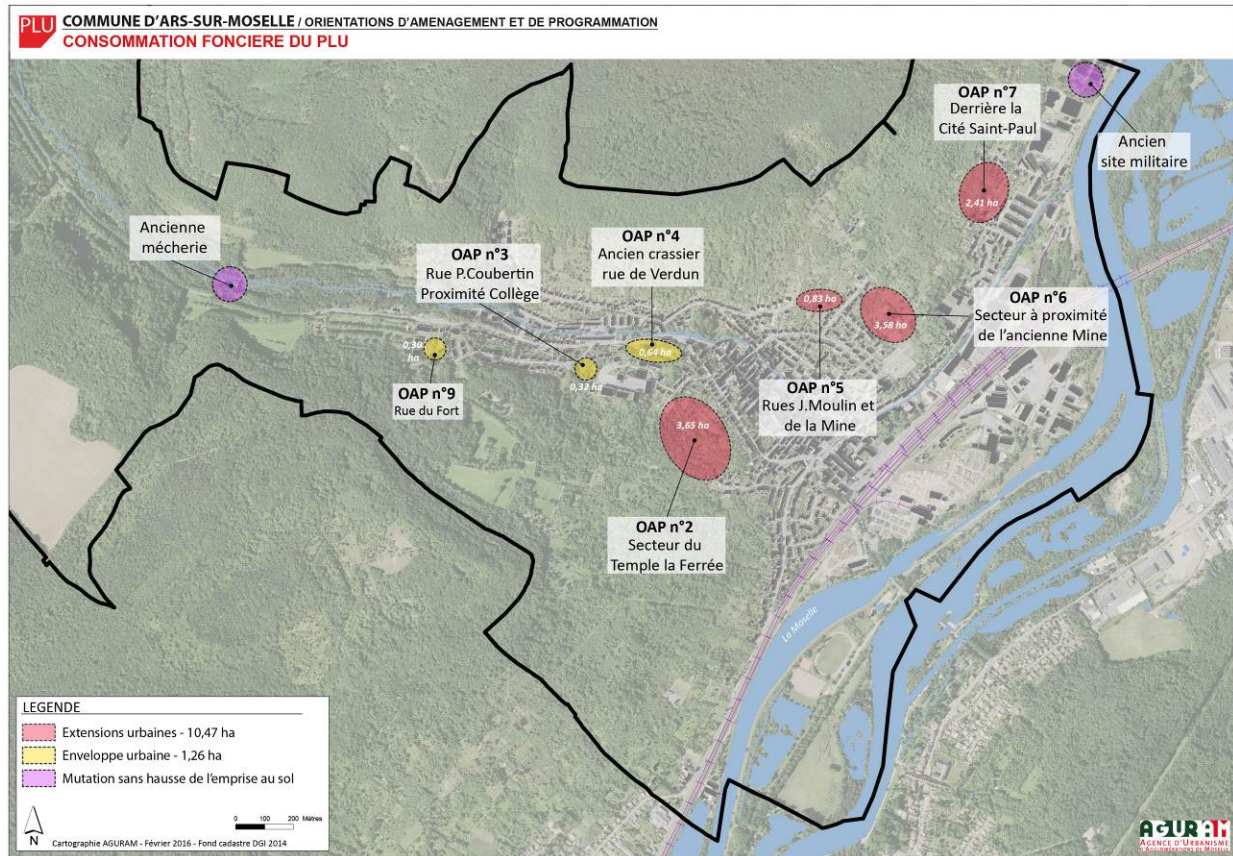 PLU
COMMUNE D'ARS-SUR-MOSELLE / ORIENTATIONS D'AMENAGEMENT ET DE PROGRAMMATION
CONSOMMATION FONCIERE DU PLU
OAP n°7
Derrière la
Cité Saint-Paul
2,41 ha
Ancien
site militaire
Ancienne
mécherie
OAP n°3
Rue P.Coubertin
Proximité Collège
0,32 ha
OAP n°4
Ancien crassier
rue de Verdun
0,64 ha
0,83 ha
3,58 ha
OAP n°6
Secteur à proximité
de l'ancienne Mine
0,30
ha
OAP n°9
Rue du Fort
OAP n°5
Rues J.Moulin et
de la Mine
3,65 ha
OAP n°2
Secteur du
Temple la Ferrée
La Moselle
LEGENDE
Extensions urbaines - 10,47 ha
Enveloppe urbaine - 1,26 ha
Mutation sans hausse de l'emprise au sol
N
0 100 200 Mètres
Cartographie AGURAM - Février 2016 - Fond cadastre DGI 2014
AGURAM
AGENCE D'URBANISME
D'AGGLOMÉRATIONS DE MOSELLE